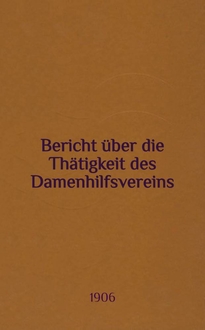 Bericht über die
Thätigkeit des
Damenhilfsvereins
1906